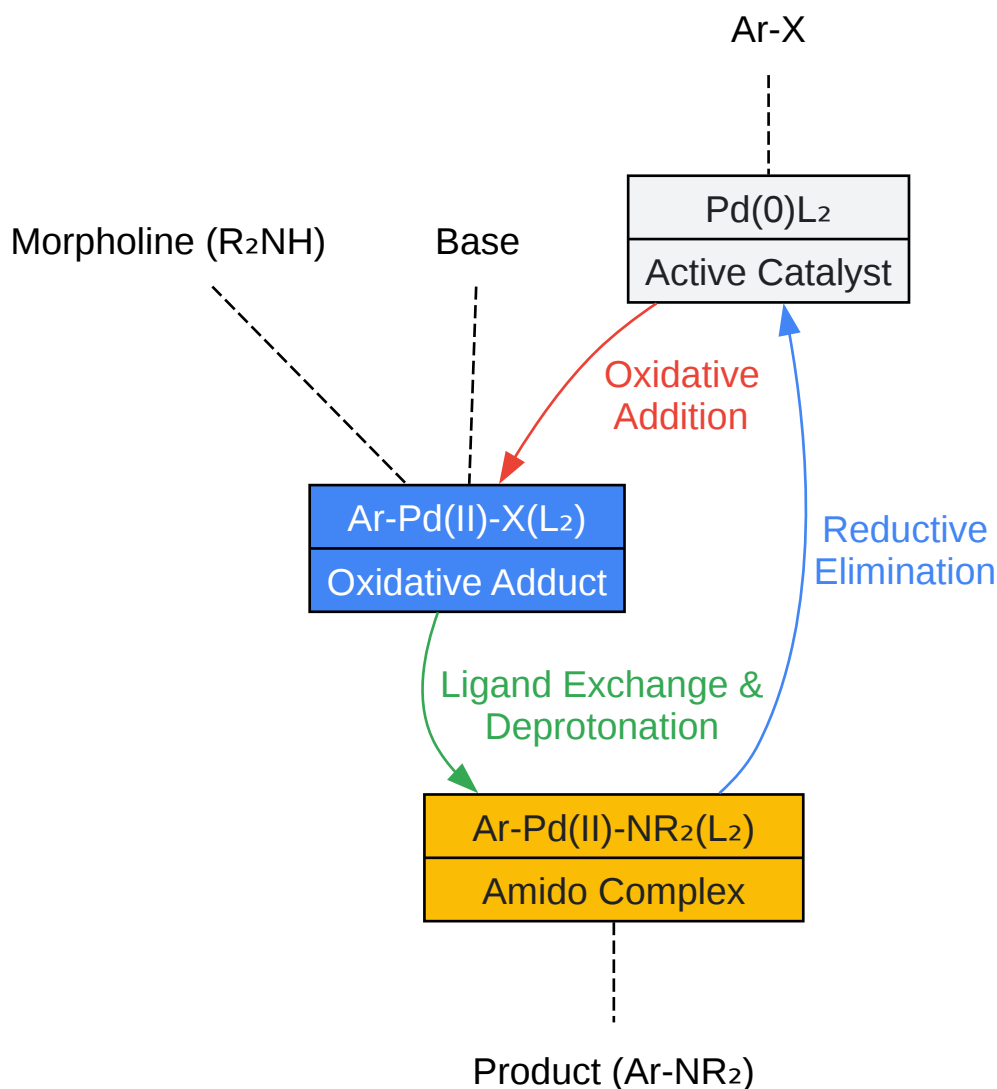 Ar-X
Pd(0)L₂
Active Catalyst
Morpholine (R₂NH)
Base
Oxidative
Addition
Ar-Pd(II)-X(L₂)
Oxidative Adduct
Reductive
Elimination
Ligand Exchange &
Deprotonation
Ar-Pd(II)-NR₂(L₂)
Amido Complex
Product (Ar-NR₂)